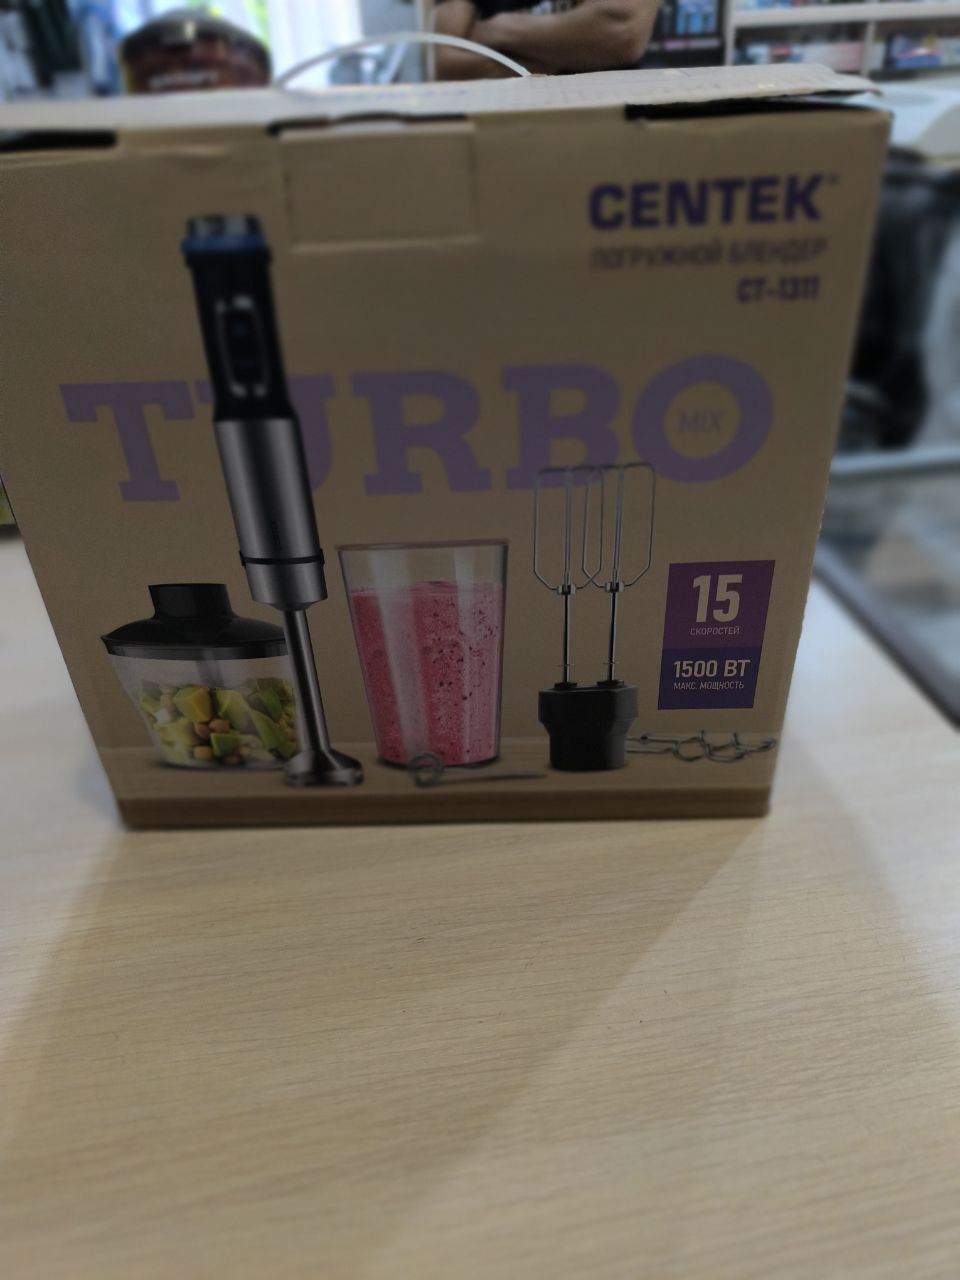 CENTEK
ПОГРУЖНОЙ БЛЕНДЕР
CT-1311
TURBO
MIX
15
СКОРОСТЕЙ
1500 ВТ
МАКС. МОЩНОСТЬ